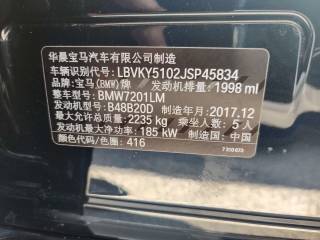 华晨宝马汽车有限公司制造
车辆识别代号: LBVKY5102JSP45834
品牌: 宝马(BMW)牌 发动机排量: 1998 ml
整车型号: BMW7201LM
发动机型号: B48B20D 制造年月: 2017.12
最大允许总质量: 2235 kg 乘坐人数: 5 人
发动机最大净功率: 185 kW 制造国: 中国
颜色代码/色圈: 416